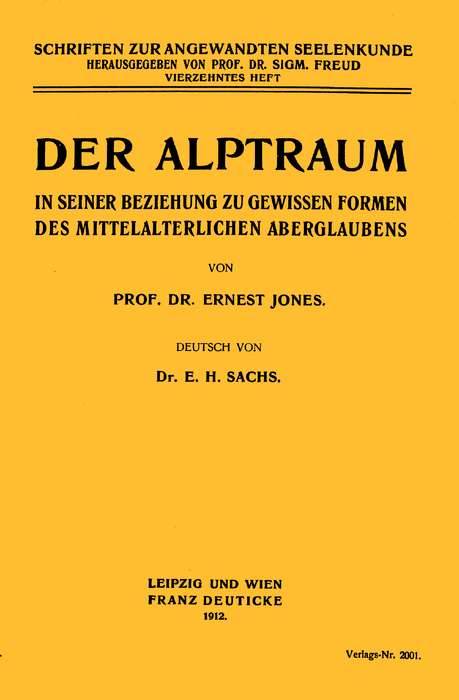 SCHRIFTEN ZUR ANGEWANDTEN SEELENKUNDE
HERAUSGEGEBEN VON PROF. DR. SIGM. FREUD
VIERZEHNTES HEFT
DER ALPTRAUM
IN SEINER BEZIEHUNG ZU GEWISSEN FORMEN
DES MITTELALTERLICHEN ABERGLAUBENS
VON
PROF. DR. ERNEST JONES.
DEUTSCH VON
Dr. E. H. SACHS.
LEIPZIG UND WIEN
FRANZ DEUTICKE
1912.
Verlags-Nr. 2001.